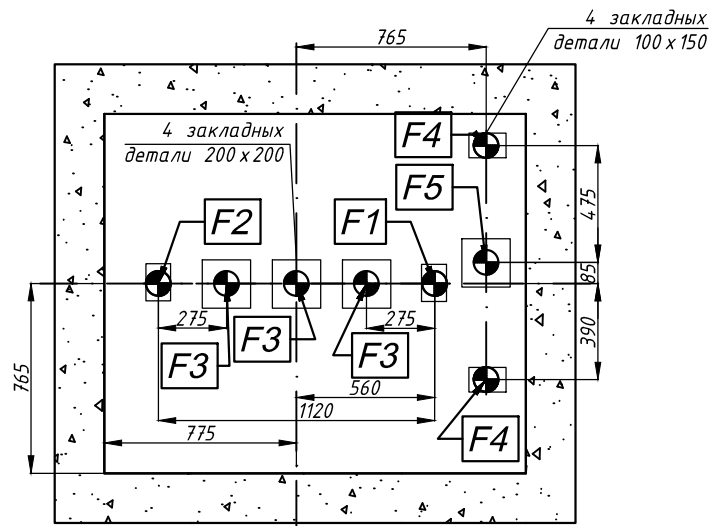 4 закладных
детали 100 x 150
765
F4
4 закладных
детали 200 x 200
F5
475
F2
F1
85
275
F3
F3
275
F3
390
765
560
1120
775
F4